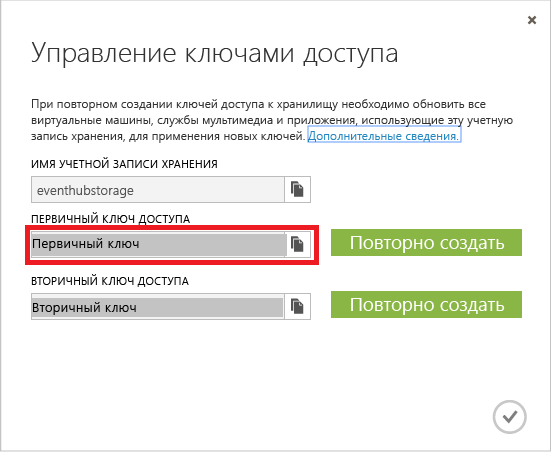 Управление ключами доступа
При повторном создании ключей доступа к хранилищу необходимо обновить все
виртуальные машины, службы мультимедиа и приложения, использующие эту учетную
запись хранения, для применения новых ключей. Дополнительные сведения.
ИМЯ УЧЕТНОЙ ЗАПИСИ ХРАНЕНИЯ
eventhubstorage
ПЕРВИЧНЫЙ КЛЮЧ ДОСТУПА
Первичный ключ
Повторно создать
ВТОРИЧНЫЙ КЛЮЧ ДОСТУПА
Вторичный ключ
Повторно создать